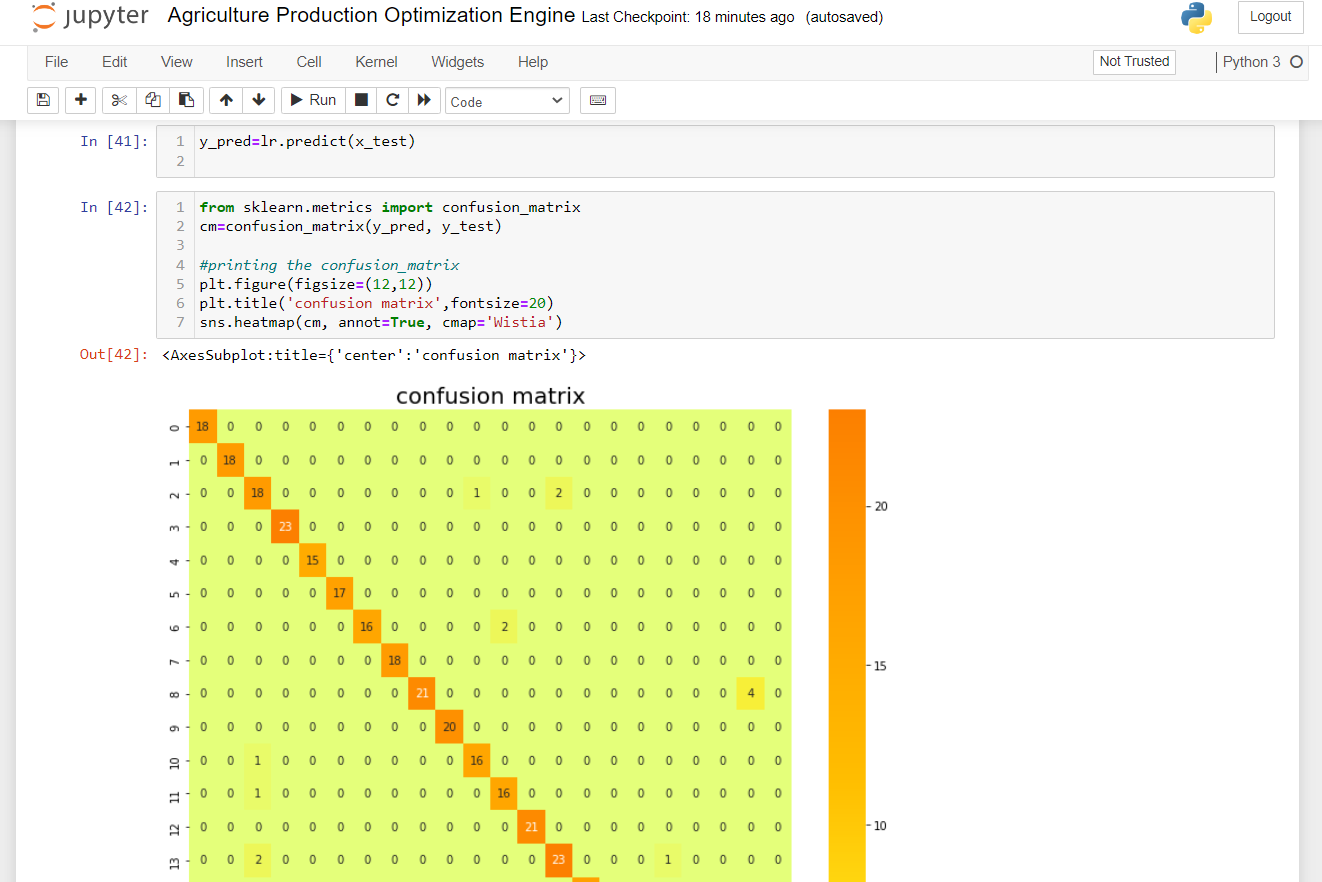 jupyter Agriculture Production Optimization Engine Last Checkpoint: 18 minutes ago (autosaved) Logout
File Edit View Insert Cell Kernel Widgets Help Not Trusted Python 3
Run Code
In [41]: 1 y_pred=lr.predict(x_test)
2
In [42]: 1 from sklearn.metrics import confusion_matrix
2 cm=confusion_matrix(y_pred, y_test)
3
4 #printing the confusion_matrix
5 plt.figure(figsize=(12,12))
6 plt.title('confusion matrix',fontsize=20)
7 sns.heatmap(cm, annot=True, cmap='Wistia')
Out[42]: <AxesSubplot:title={'center':'confusion matrix'}>
confusion matrix
0 18 0 0 0 0 0 0 0 0 0 0 0 0 0 0 0 0 0 0 0 0 0
1 0 18 0 0 0 0 0 0 0 0 0 0 0 0 0 0 0 0 0 0 0 0
2 0 0 18 0 0 0 0 0 0 0 1 0 0 2 0 0 0 0 0 0 0 0
3 0 0 0 23 0 0 0 0 0 0 0 0 0 0 0 0 0 0 0 0 0 0
4 0 0 0 0 15 0 0 0 0 0 0 0 0 0 0 0 0 0 0 0 0 0
5 0 0 0 0 0 17 0 0 0 0 0 0 0 0 0 0 0 0 0 0 0 0
6 0 0 0 0 0 0 16 0 0 0 0 2 0 0 0 0 0 0 0 0 0 0
7 0 0 0 0 0 0 0 18 0 0 0 0 0 0 0 0 0 0 0 0 0 0
8 0 0 0 0 0 0 0 0 21 0 0 0 0 0 0 0 0 0 0 0 4 0
9 0 0 0 0 0 0 0 0 0 20 0 0 0 0 0 0 0 0 0 0 0 0
10 0 0 1 0 0 0 0 0 0 0 16 0 0 0 0 0 0 0 0 0 0 0
11 0 0 1 0 0 0 0 0 0 0 0 16 0 0 0 0 0 0 0 0 0 0
12 0 0 0 0 0 0 0 0 0 0 0 0 21 0 0 0 0 0 0 0 0 0
13 0 0 2 0 0 0 0 0 0 0 0 0 0 23 0 0 0 1 0 0 0 0
20
15
10